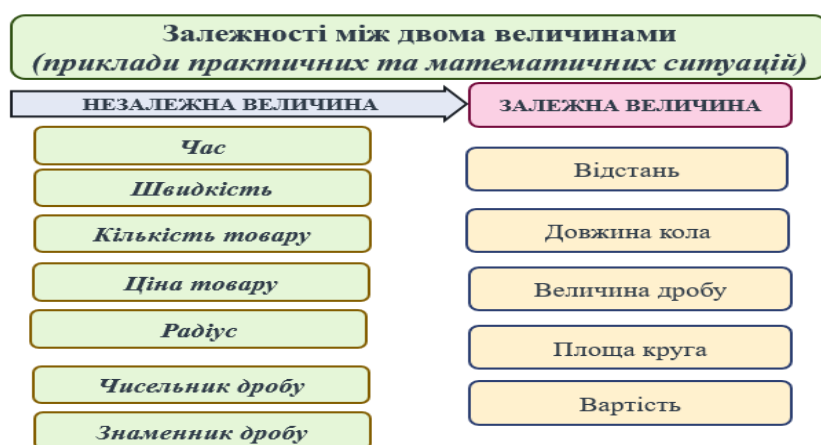 Залежності між двома величинами
(приклади практичних та математичних ситуацій)
НЕЗАЛЕЖНА ВЕЛИЧИНА
ЗАЛЕЖНА ВЕЛИЧИНА
Час
Швидкість
Кількість товару
Ціна товару
Радіус
Чисельник дробу
Знаменник дробу
Відстань
Довжина кола
Величина дробу
Площа круга
Вартість